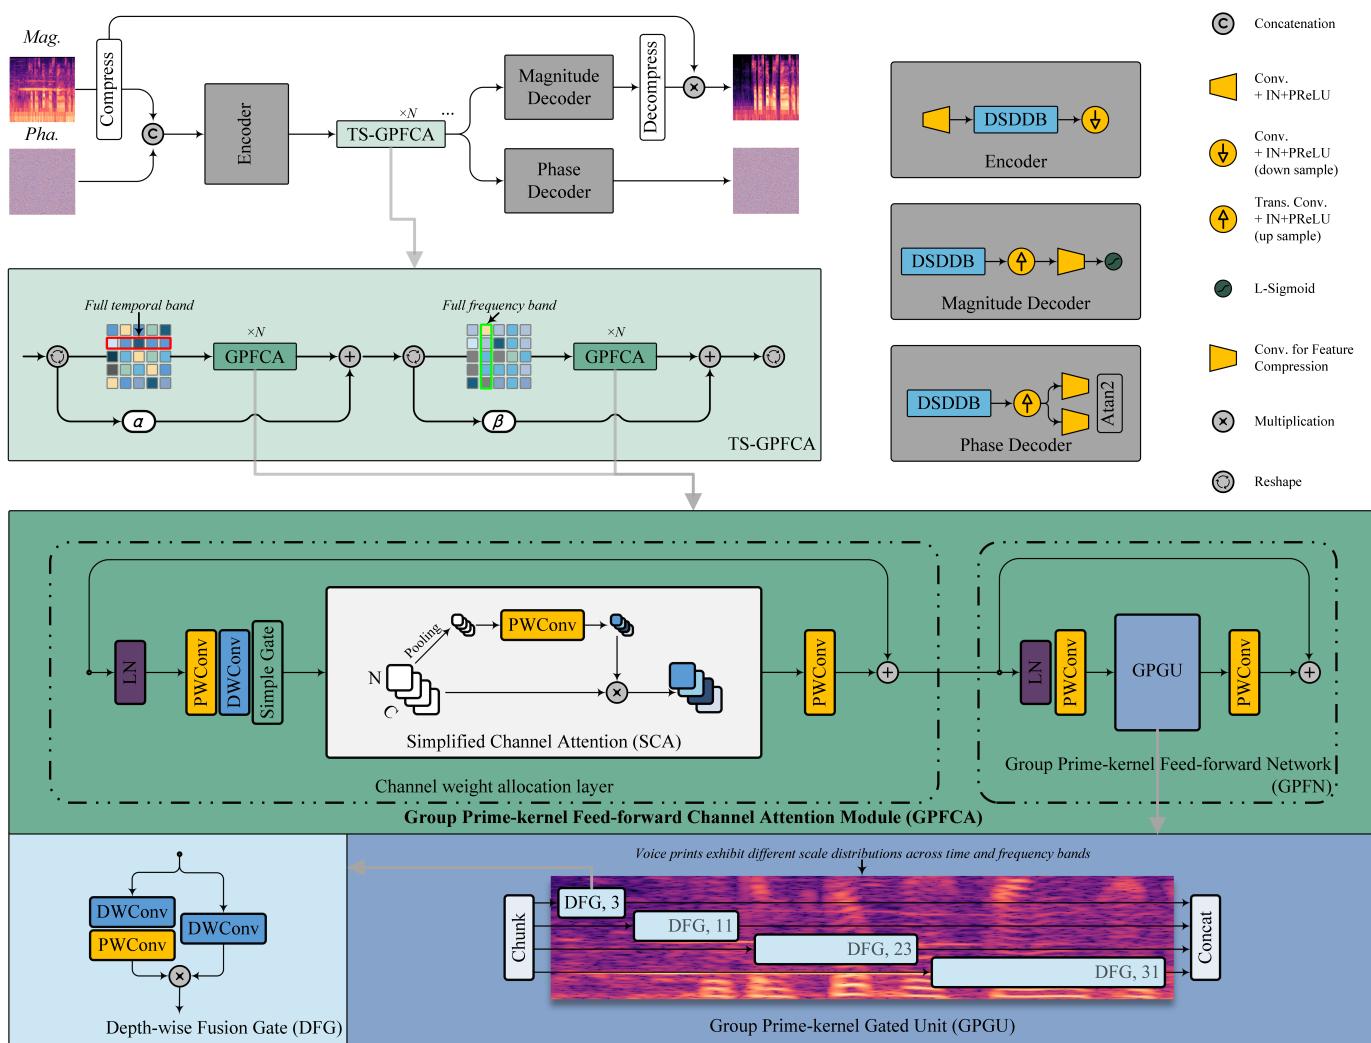 Mag.
Compress
Pha.
C
Encoder
×N
...
TS-GPFCA
Magnitude
Decoder
Decompress
Phase
Decoder
DSDDB
Encoder
DSDDB
Magnitude Decoder
DSDDB
Atan2
Phase Decoder
C
Concatenation
Conv.
+ IN+PReLU
Conv.
+ IN+PReLU
(down sample)
Trans. Conv.
+ IN+PReLU
(up sample)
L-Sigmoid
Conv. for Feature
Compression
Multiplication
Reshape
Full temporal band
×N
GPFCA
α
Full frequency band
×N
GPFCA
β
TS-GPFCA
LN
PWConv
DWConv
Simple Gate
Pooling
PWConv
N
C
Simplified Channel Attention (SCA)
PWConv
Channel weight allocation layer
LN
PWConv
GPGU
PWConv
Group Prime-kernel Feed-forward Network
(GPFN)
Group Prime-kernel Feed-forward Channel Attention Module (GPFCA)
DWConv
PWConv
DWConv
Depth-wise Fusion Gate (DFG)
Voice prints exhibit different scale distributions across time and frequency bands
Chunk
DFG, 3
DFG, 11
DFG, 23
DFG, 31
Concat
Group Prime-kernel Gated Unit (GPGU)